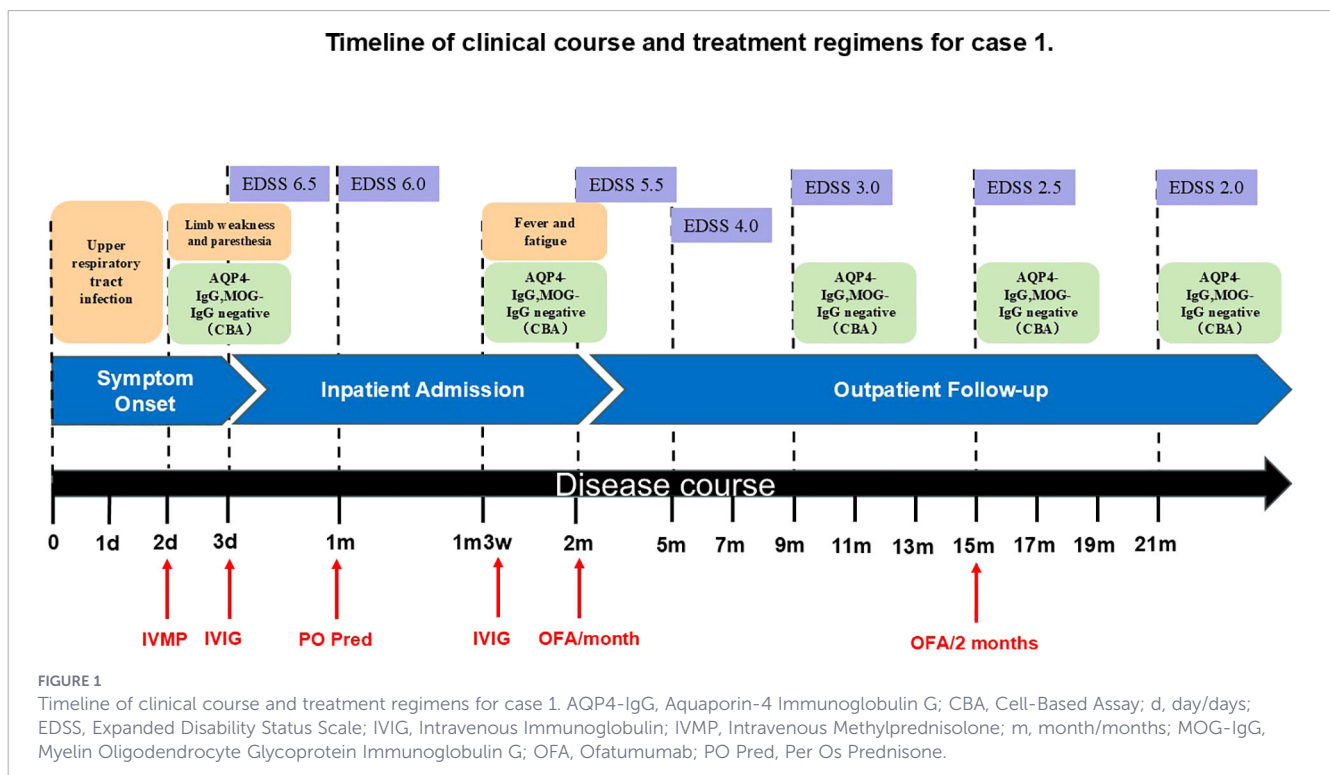 Timeline of clinical course and treatment regimens for case 1.
EDSS 6.5
EDSS 6.0
EDSS 5.5
EDSS 4.0
EDSS 3.0
EDSS 2.5
EDSS 2.0
Upper
respiratory
tract
infection
Limb weakness
and paresthesia
Fever and
fatigue
AQP4-
IgG,MOG-
IgG negative
（CBA）
AQP4-
IgG,MOG-
IgG negative
（CBA）
AQP4-
IgG,MOG-
IgG negative
（CBA）
AQP4-
IgG,MOG-
IgG negative
（CBA）
AQP4-
IgG,MOG-
IgG negative
（CBA）
Symptom
Onset
Inpatient Admission
Outpatient Follow-up
Disease course
0 1d 2d 3d 1m 1m3w 2m 5m 7m 9m 11m 13m 15m 17m 19m 21m
IVMP IVIG PO Pred IVIG OFA/month OFA/2 months
FIGURE 1
Timeline of clinical course and treatment regimens for case 1. AQP4-IgG, Aquaporin-4 Immunoglobulin G; CBA, Cell-Based Assay; d, day/days;
EDSS, Expanded Disability Status Scale; IVIG, Intravenous Immunoglobulin; IVMP, Intravenous Methylprednisolone; m, month/months; MOG-IgG,
Myelin Oligodendrocyte Glycoprotein Immunoglobulin G; OFA, Ofatumumab; PO Pred, Per Os Prednisone.